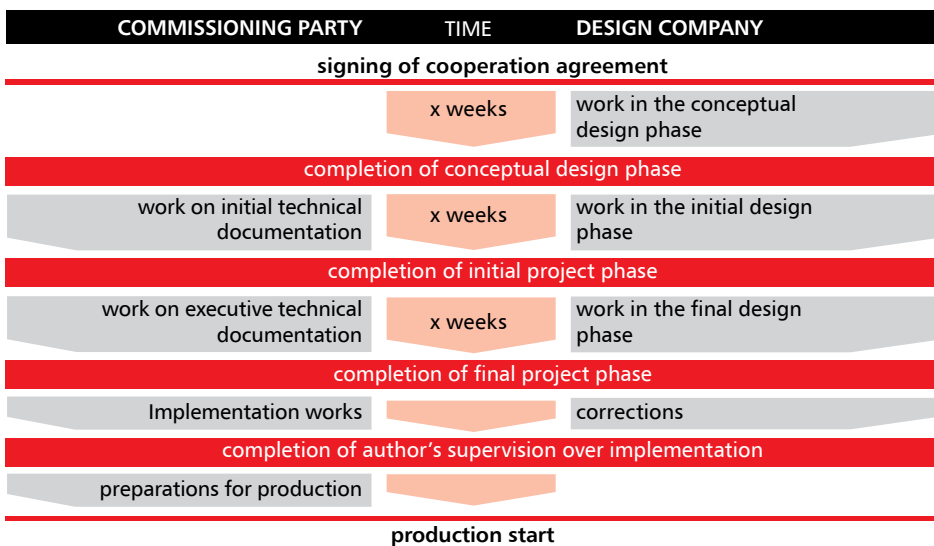 COMMISSIONING PARTY TIME DESIGN COMPANY
signing of cooperation agreement
x weeks
work in the conceptual
design phase
completion of conceptual design phase
work on initial technical
documentation
x weeks
work in the initial design
phase
completion of initial project phase
work on executive technical
documentation
x weeks
work in the final design
phase
completion of final project phase
Implementation works
corrections
completion of author's supervision over implementation
preparations for production
production start